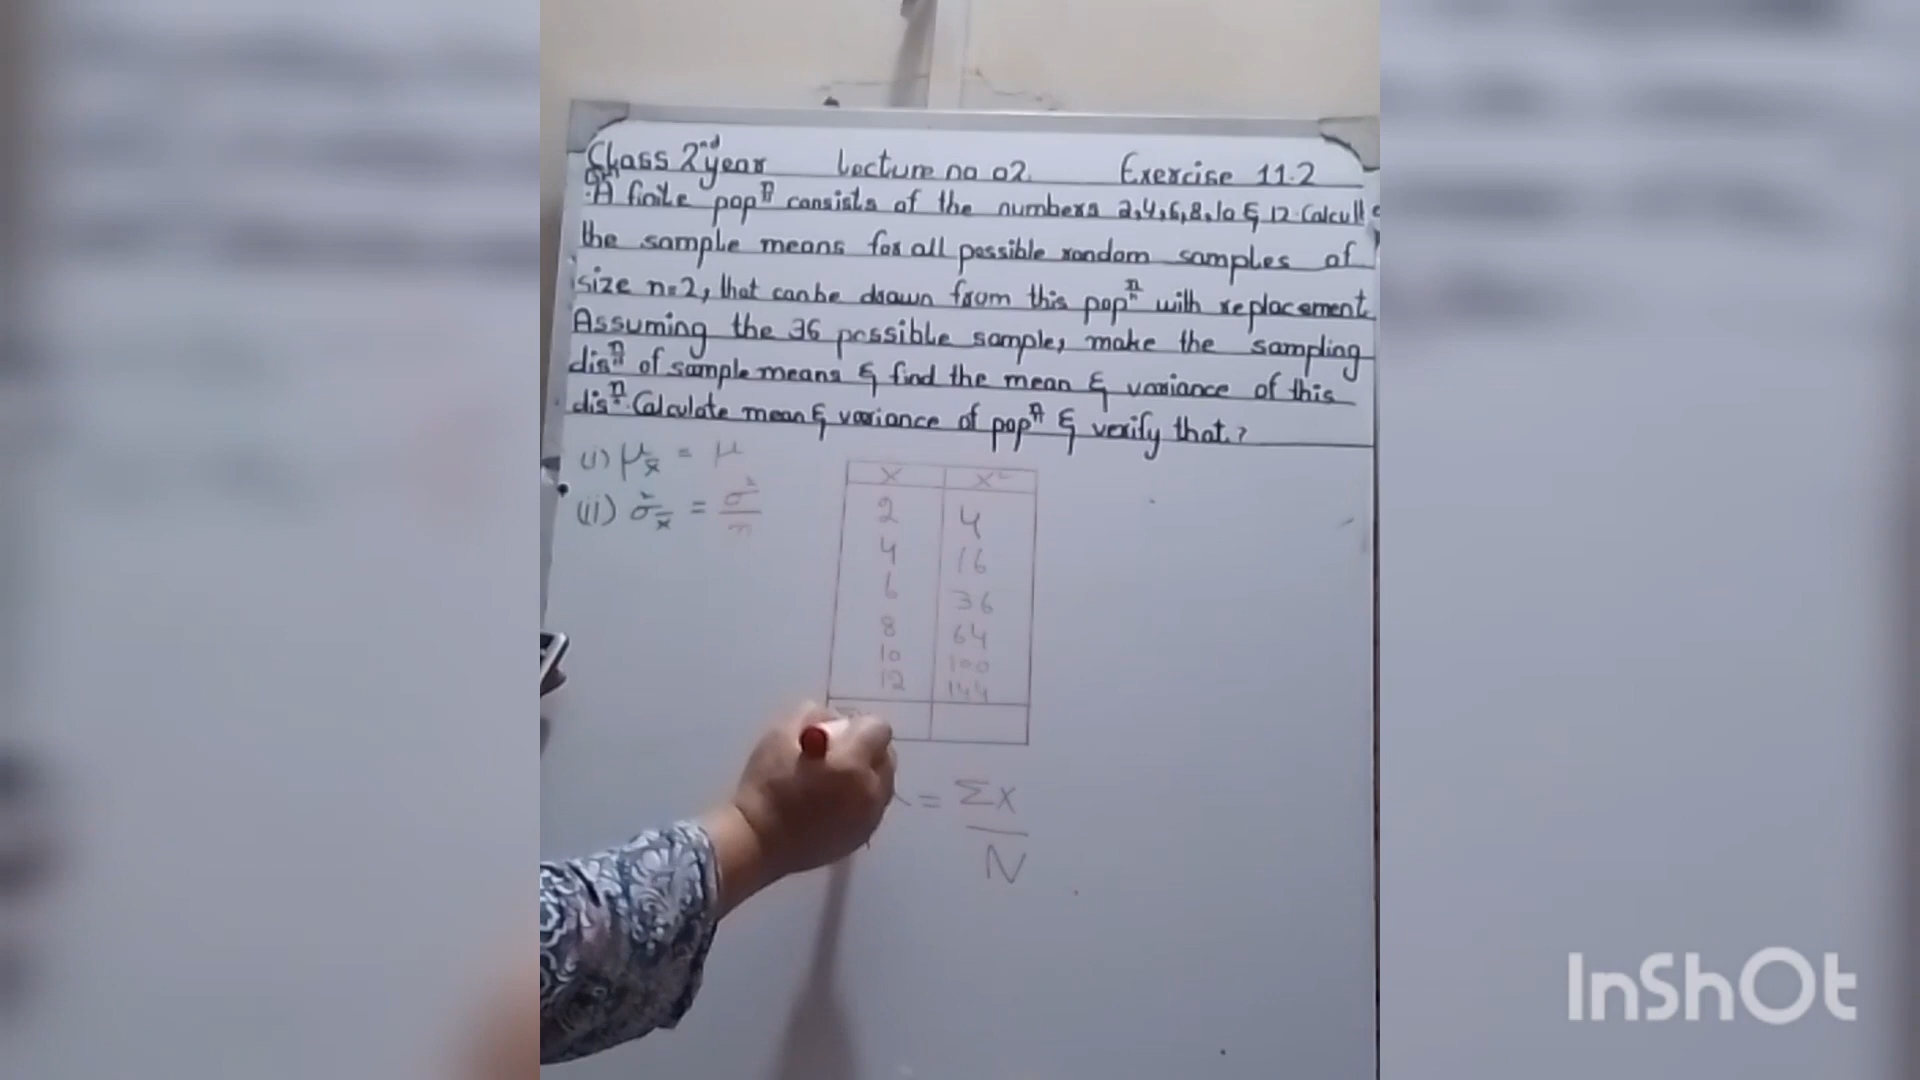 Class 2nd year Lecture no 02. Exercise 11.2
A finite popⁿ consists of the numbers 2,4,6,8,10 & 12. Calcul
the sample means for all possible random samples of
size n=2, that can be drawn from this popⁿ with replacement.
Assuming the 36 possible sample, make the sampling
disⁿ of sample means & find the mean & variance of this
disⁿ. Calculate mean & variance of popⁿ & verify that.?
(i) μx̄ = μ
(ii) σ²x̄ = σ²/n
X X²
2 4
4 16
6 36
8 64
10 100
12 144
= ΣX
N
InShOt